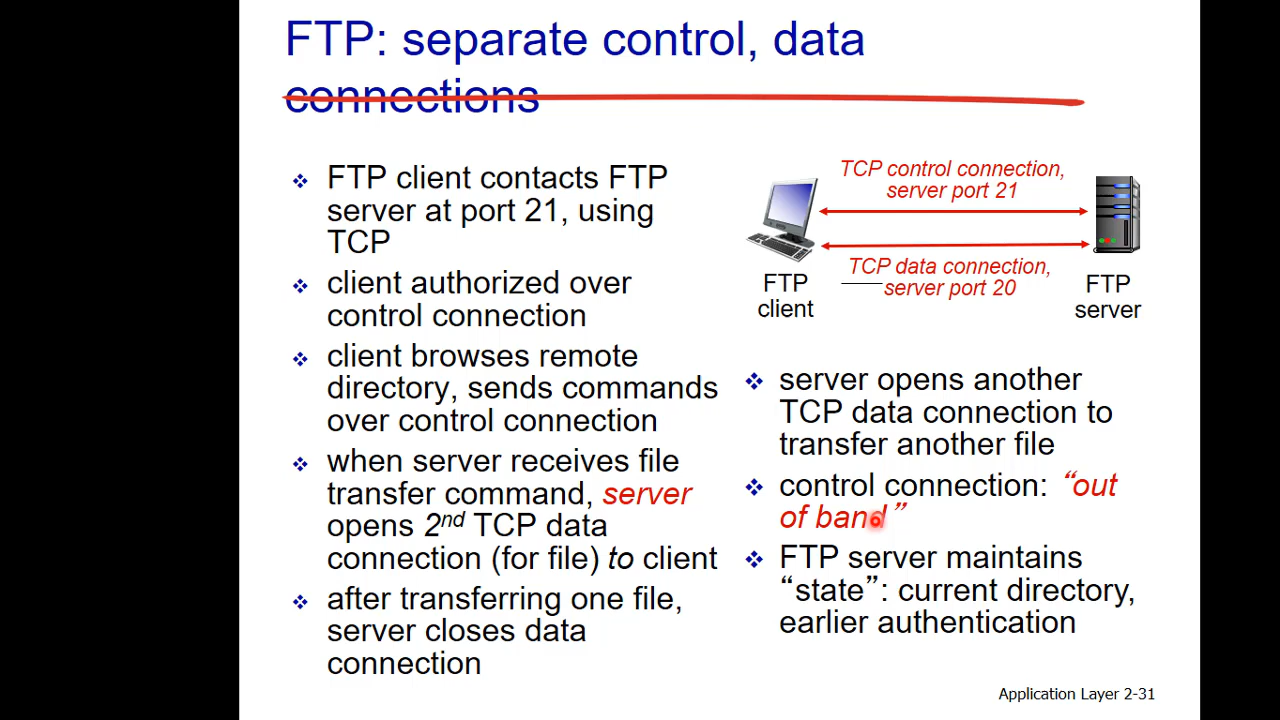 FTP: separate control, data
connections
FTP client contacts FTP
server at port 21, using
TCP
client authorized over
control connection
client browses remote
directory, sends commands
over control connection
when server receives file
transfer command, server
opens 2nd TCP data
connection (for file) to client
after transferring one file,
server closes data
connection
TCP control connection,
server port 21
TCP data connection,
server port 20
FTP
client
FTP
server
server opens another
TCP data connection to
transfer another file
control connection: “out
of band”
FTP server maintains
“state”: current directory,
earlier authentication
Application Layer 2-31